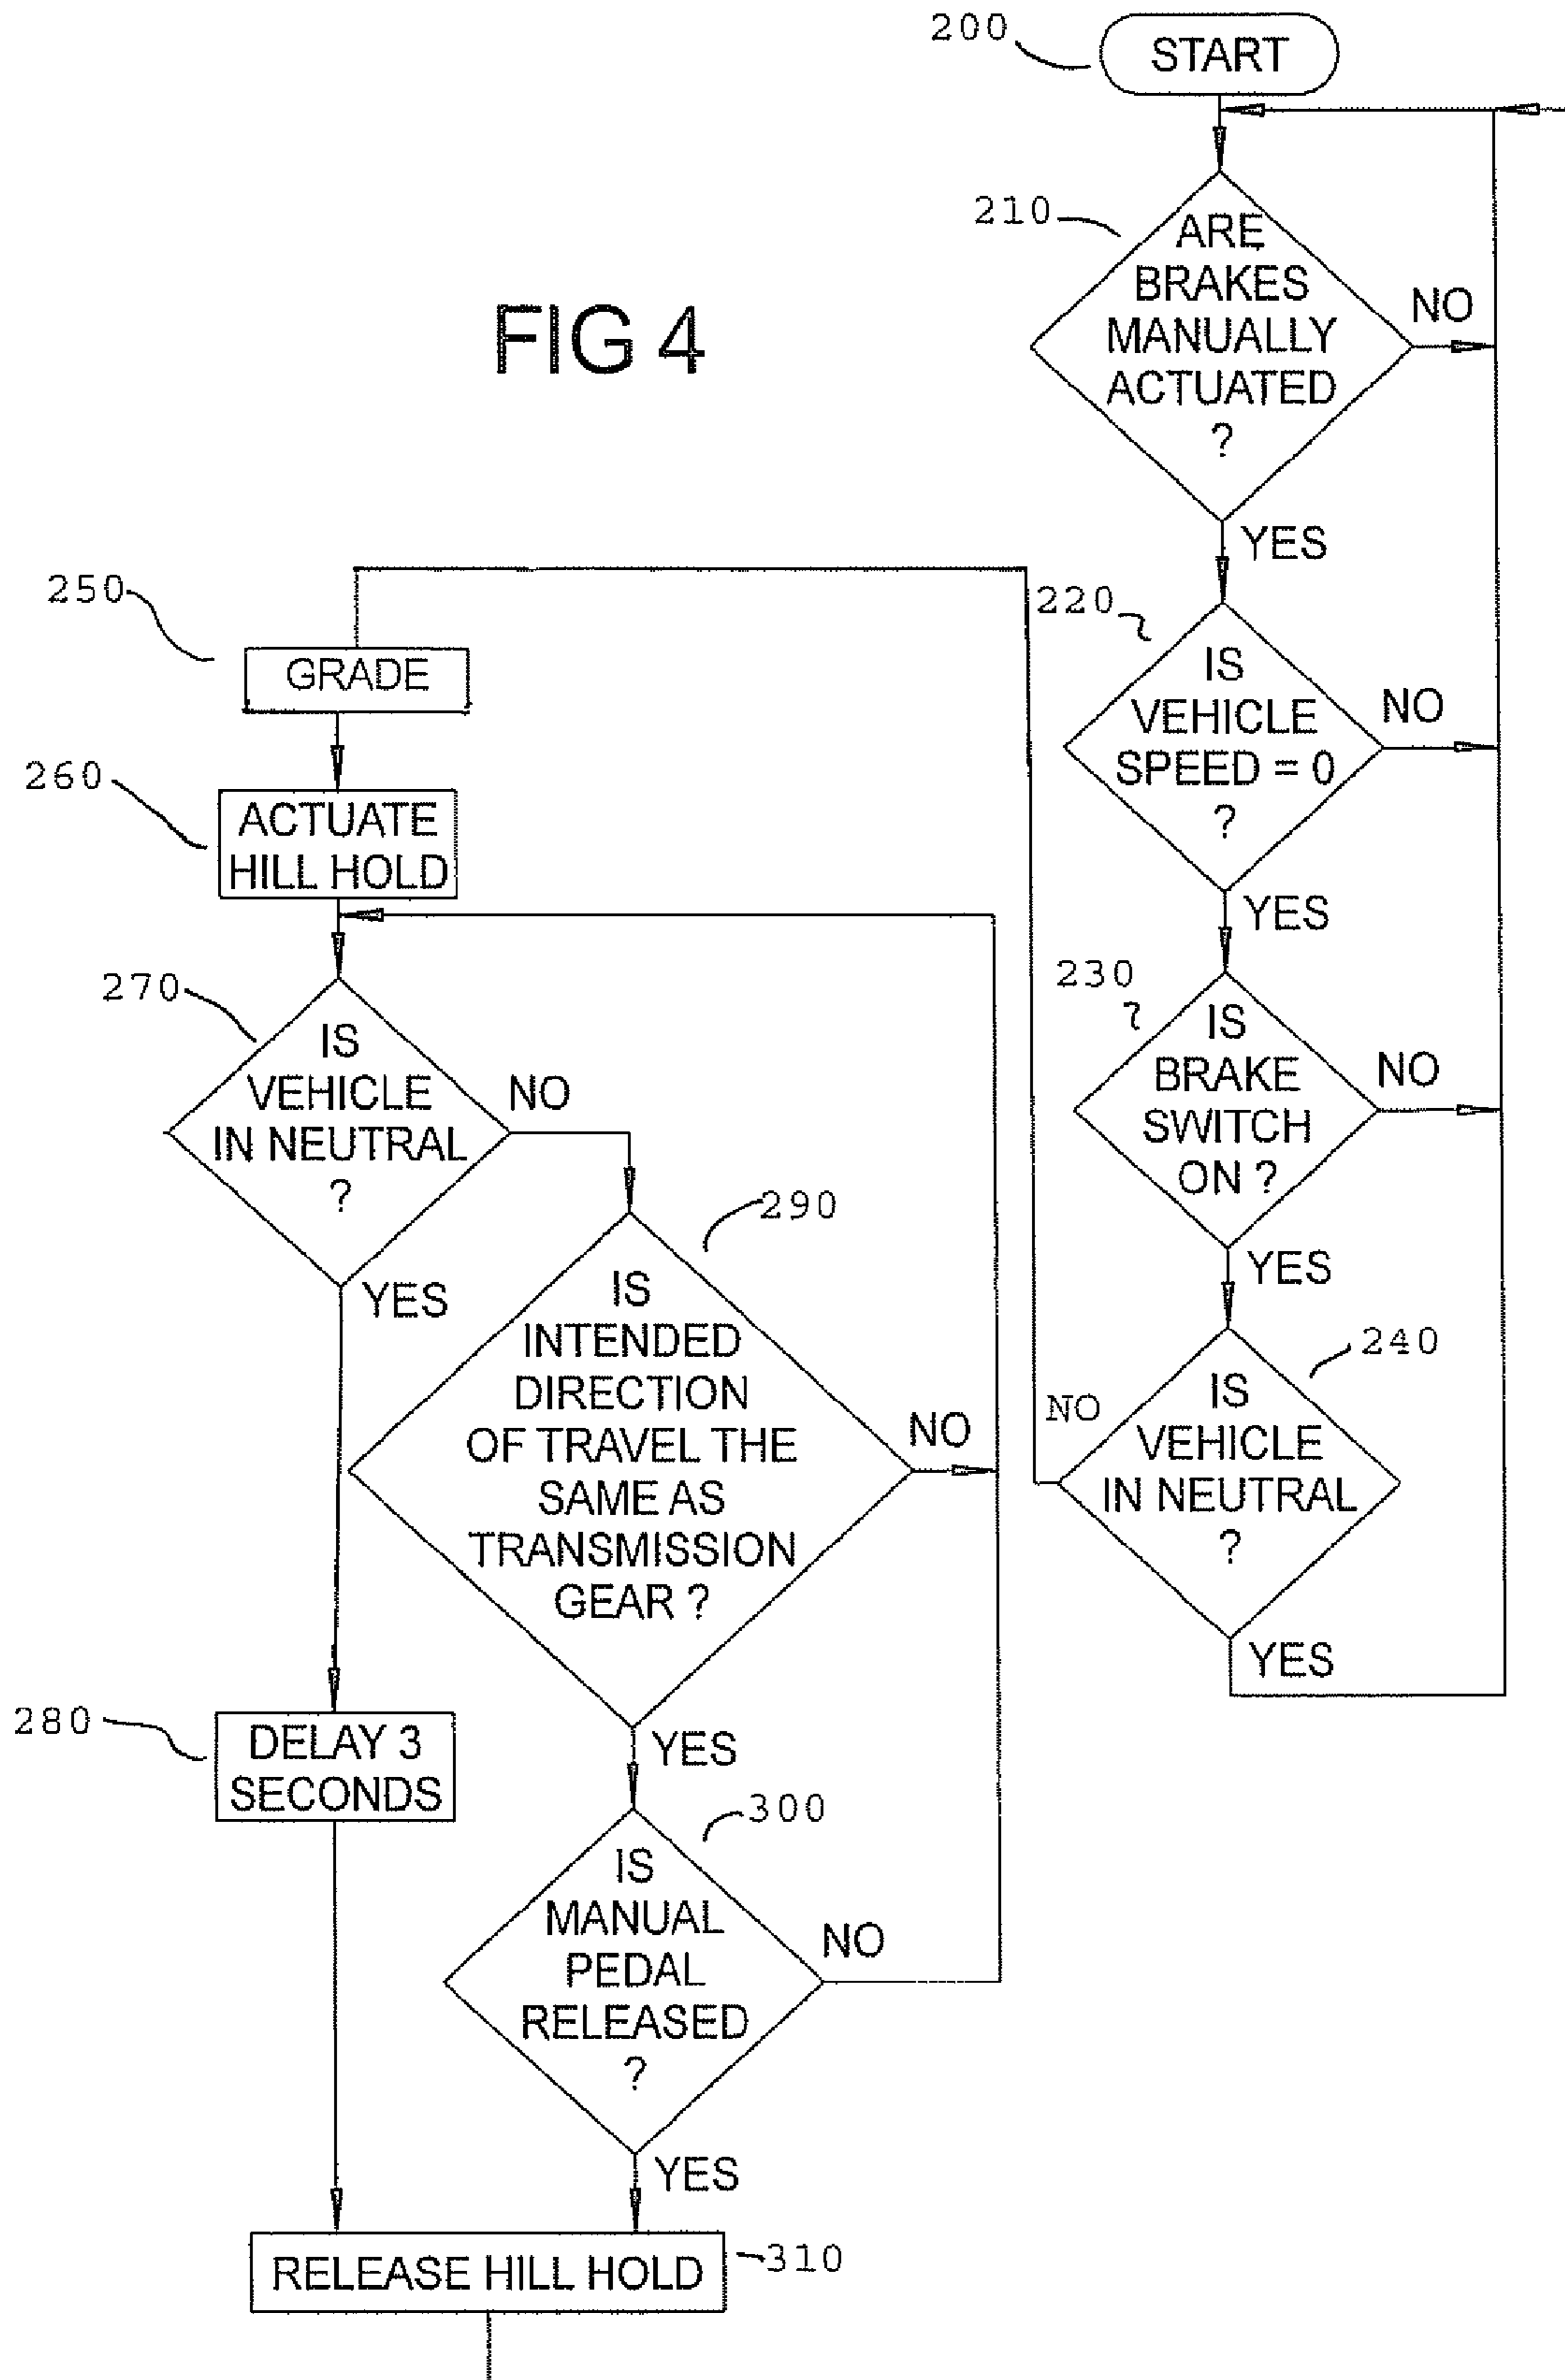 FIG 4
200
START
210
ARE
BRAKES
MANUALLY
ACTUATED
?
NO
YES
220
IS
VEHICLE
SPEED = 0
?
NO
YES
230
IS
BRAKE
SWITCH
ON ?
NO
YES
240
IS
VEHICLE
IN NEUTRAL
?
NO
YES
250
GRADE
260
ACTUATE
HILL HOLD
270
IS
VEHICLE
IN NEUTRAL
?
NO
YES
280
DELAY 3
SECONDS
290
IS
INTENDED
DIRECTION
OF TRAVEL THE
SAME AS
TRANSMISSION
GEAR ?
NO
YES
300
IS
MANUAL
PEDAL
RELEASED
?
NO
YES
RELEASE HILL HOLD
310